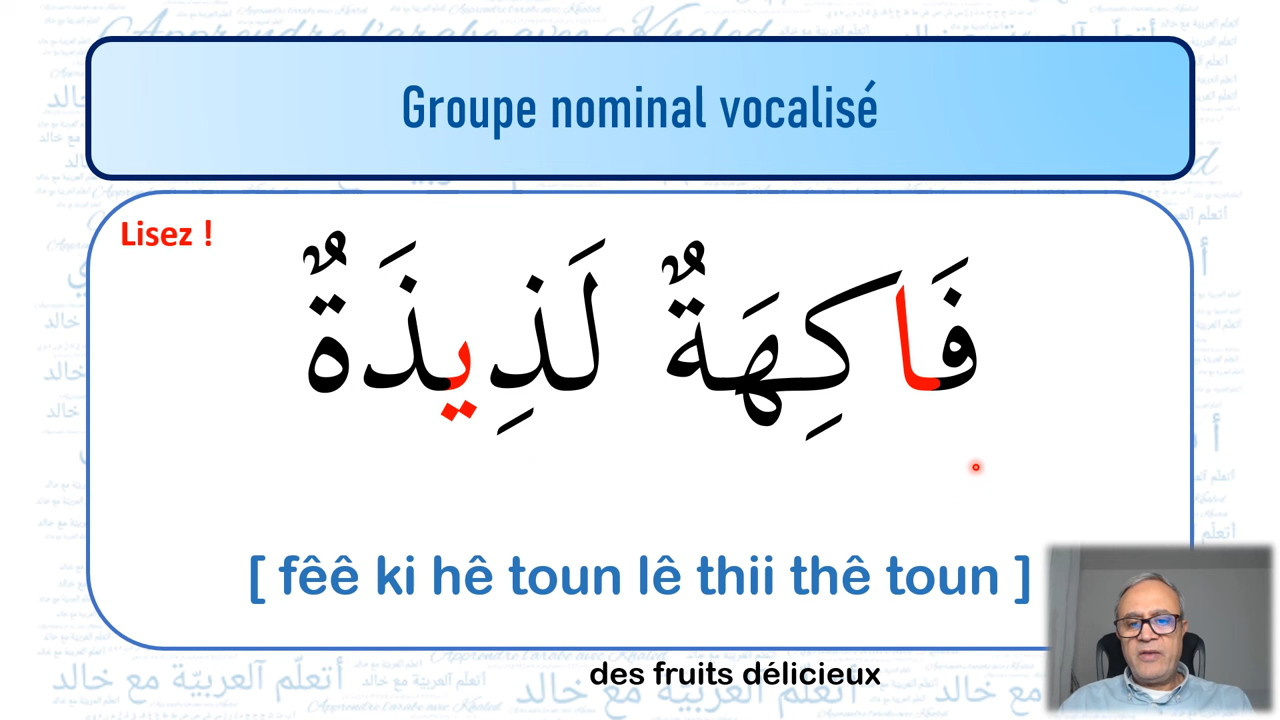 Groupe nominal vocalisé
Lisez !
فَاكِهَةٌ لَذِيذَةٌ
[ fêê ki hê toun lê thii thê toun ]
des fruits délicieux